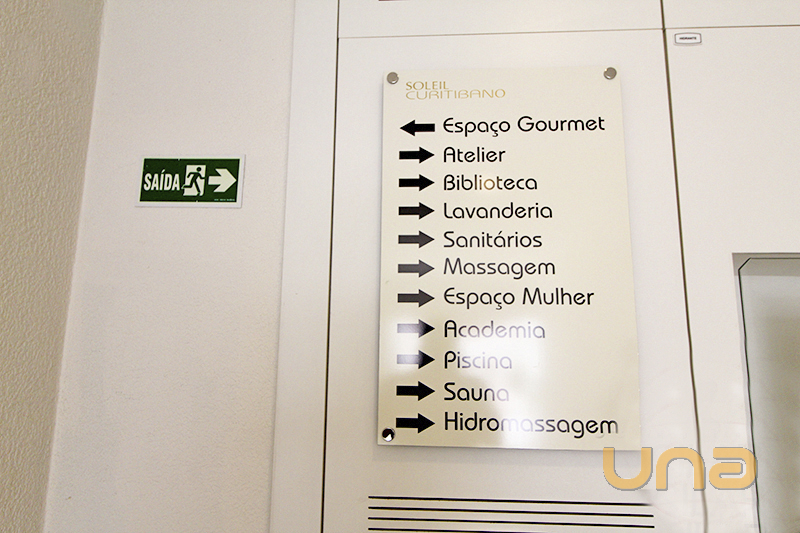 SOLEIL
CURITIBANO
Espaço Gourmet
Atelier
Biblioteca
Lavanderia
Sanitários
Massagem
Espaço Mulher
Academia
Piscina
Sauna
Hidromassagem
SAÍDA
una